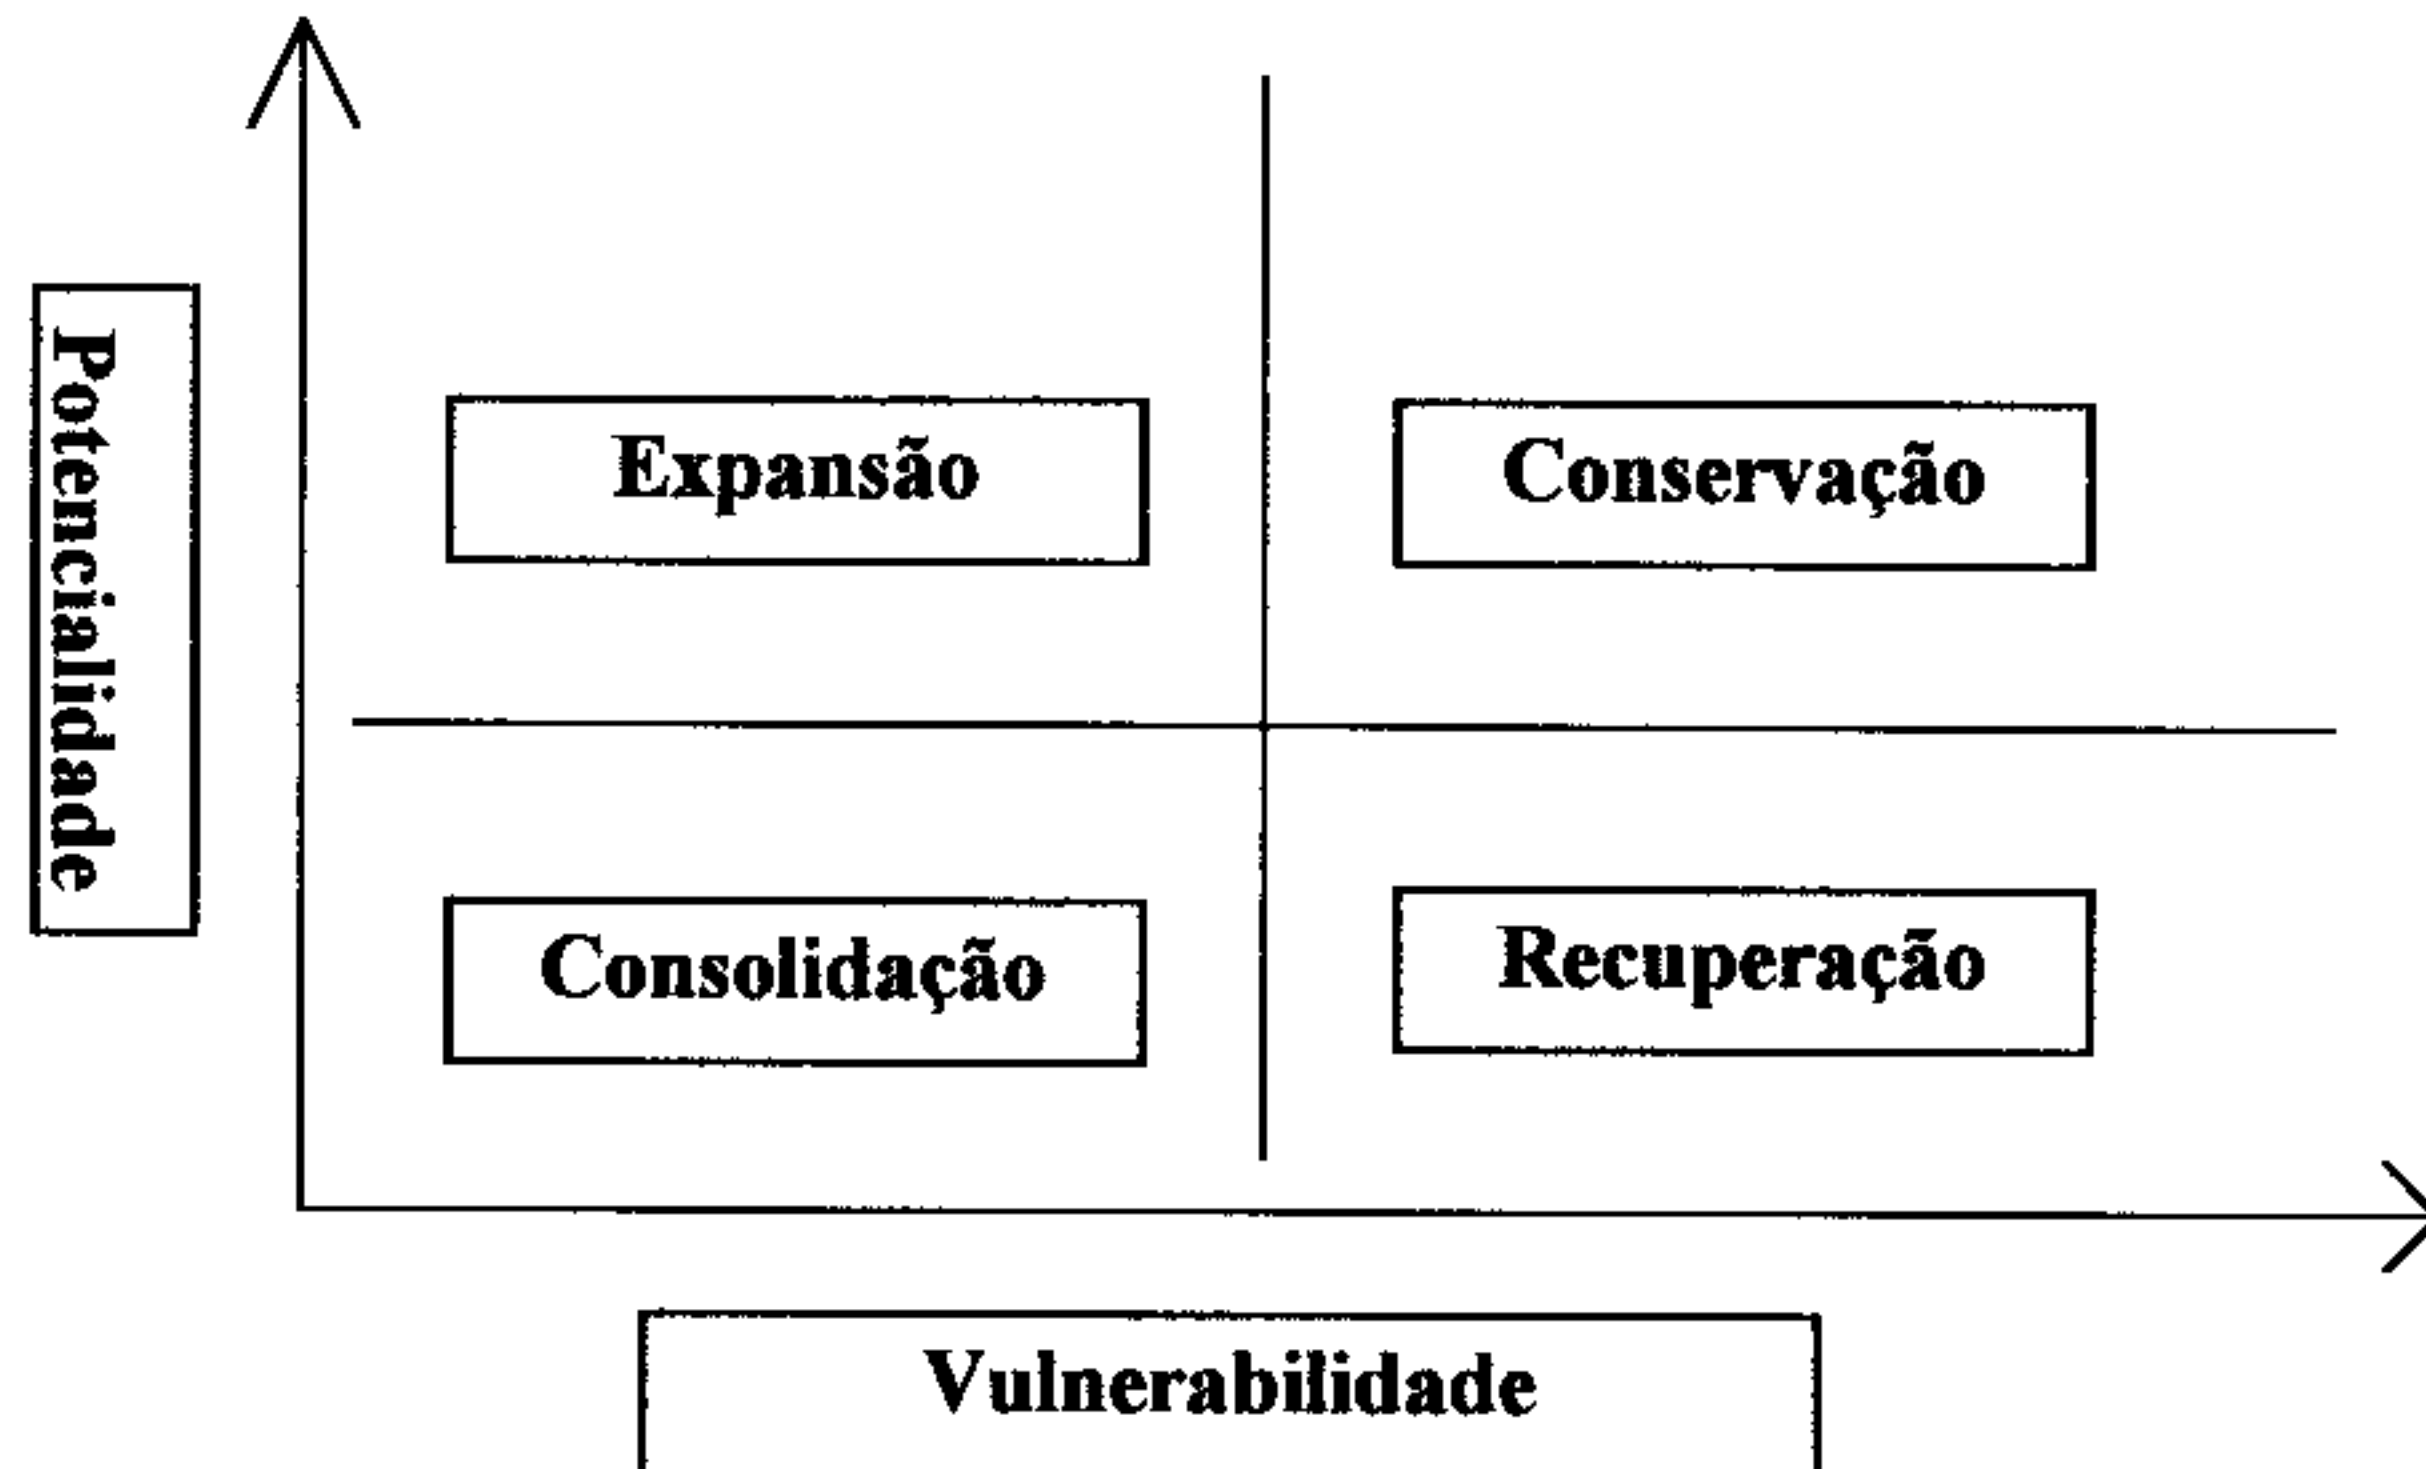 Potencialidade
Expansão
Conservação
Consolidação
Recuperação
Vulnerabilidade